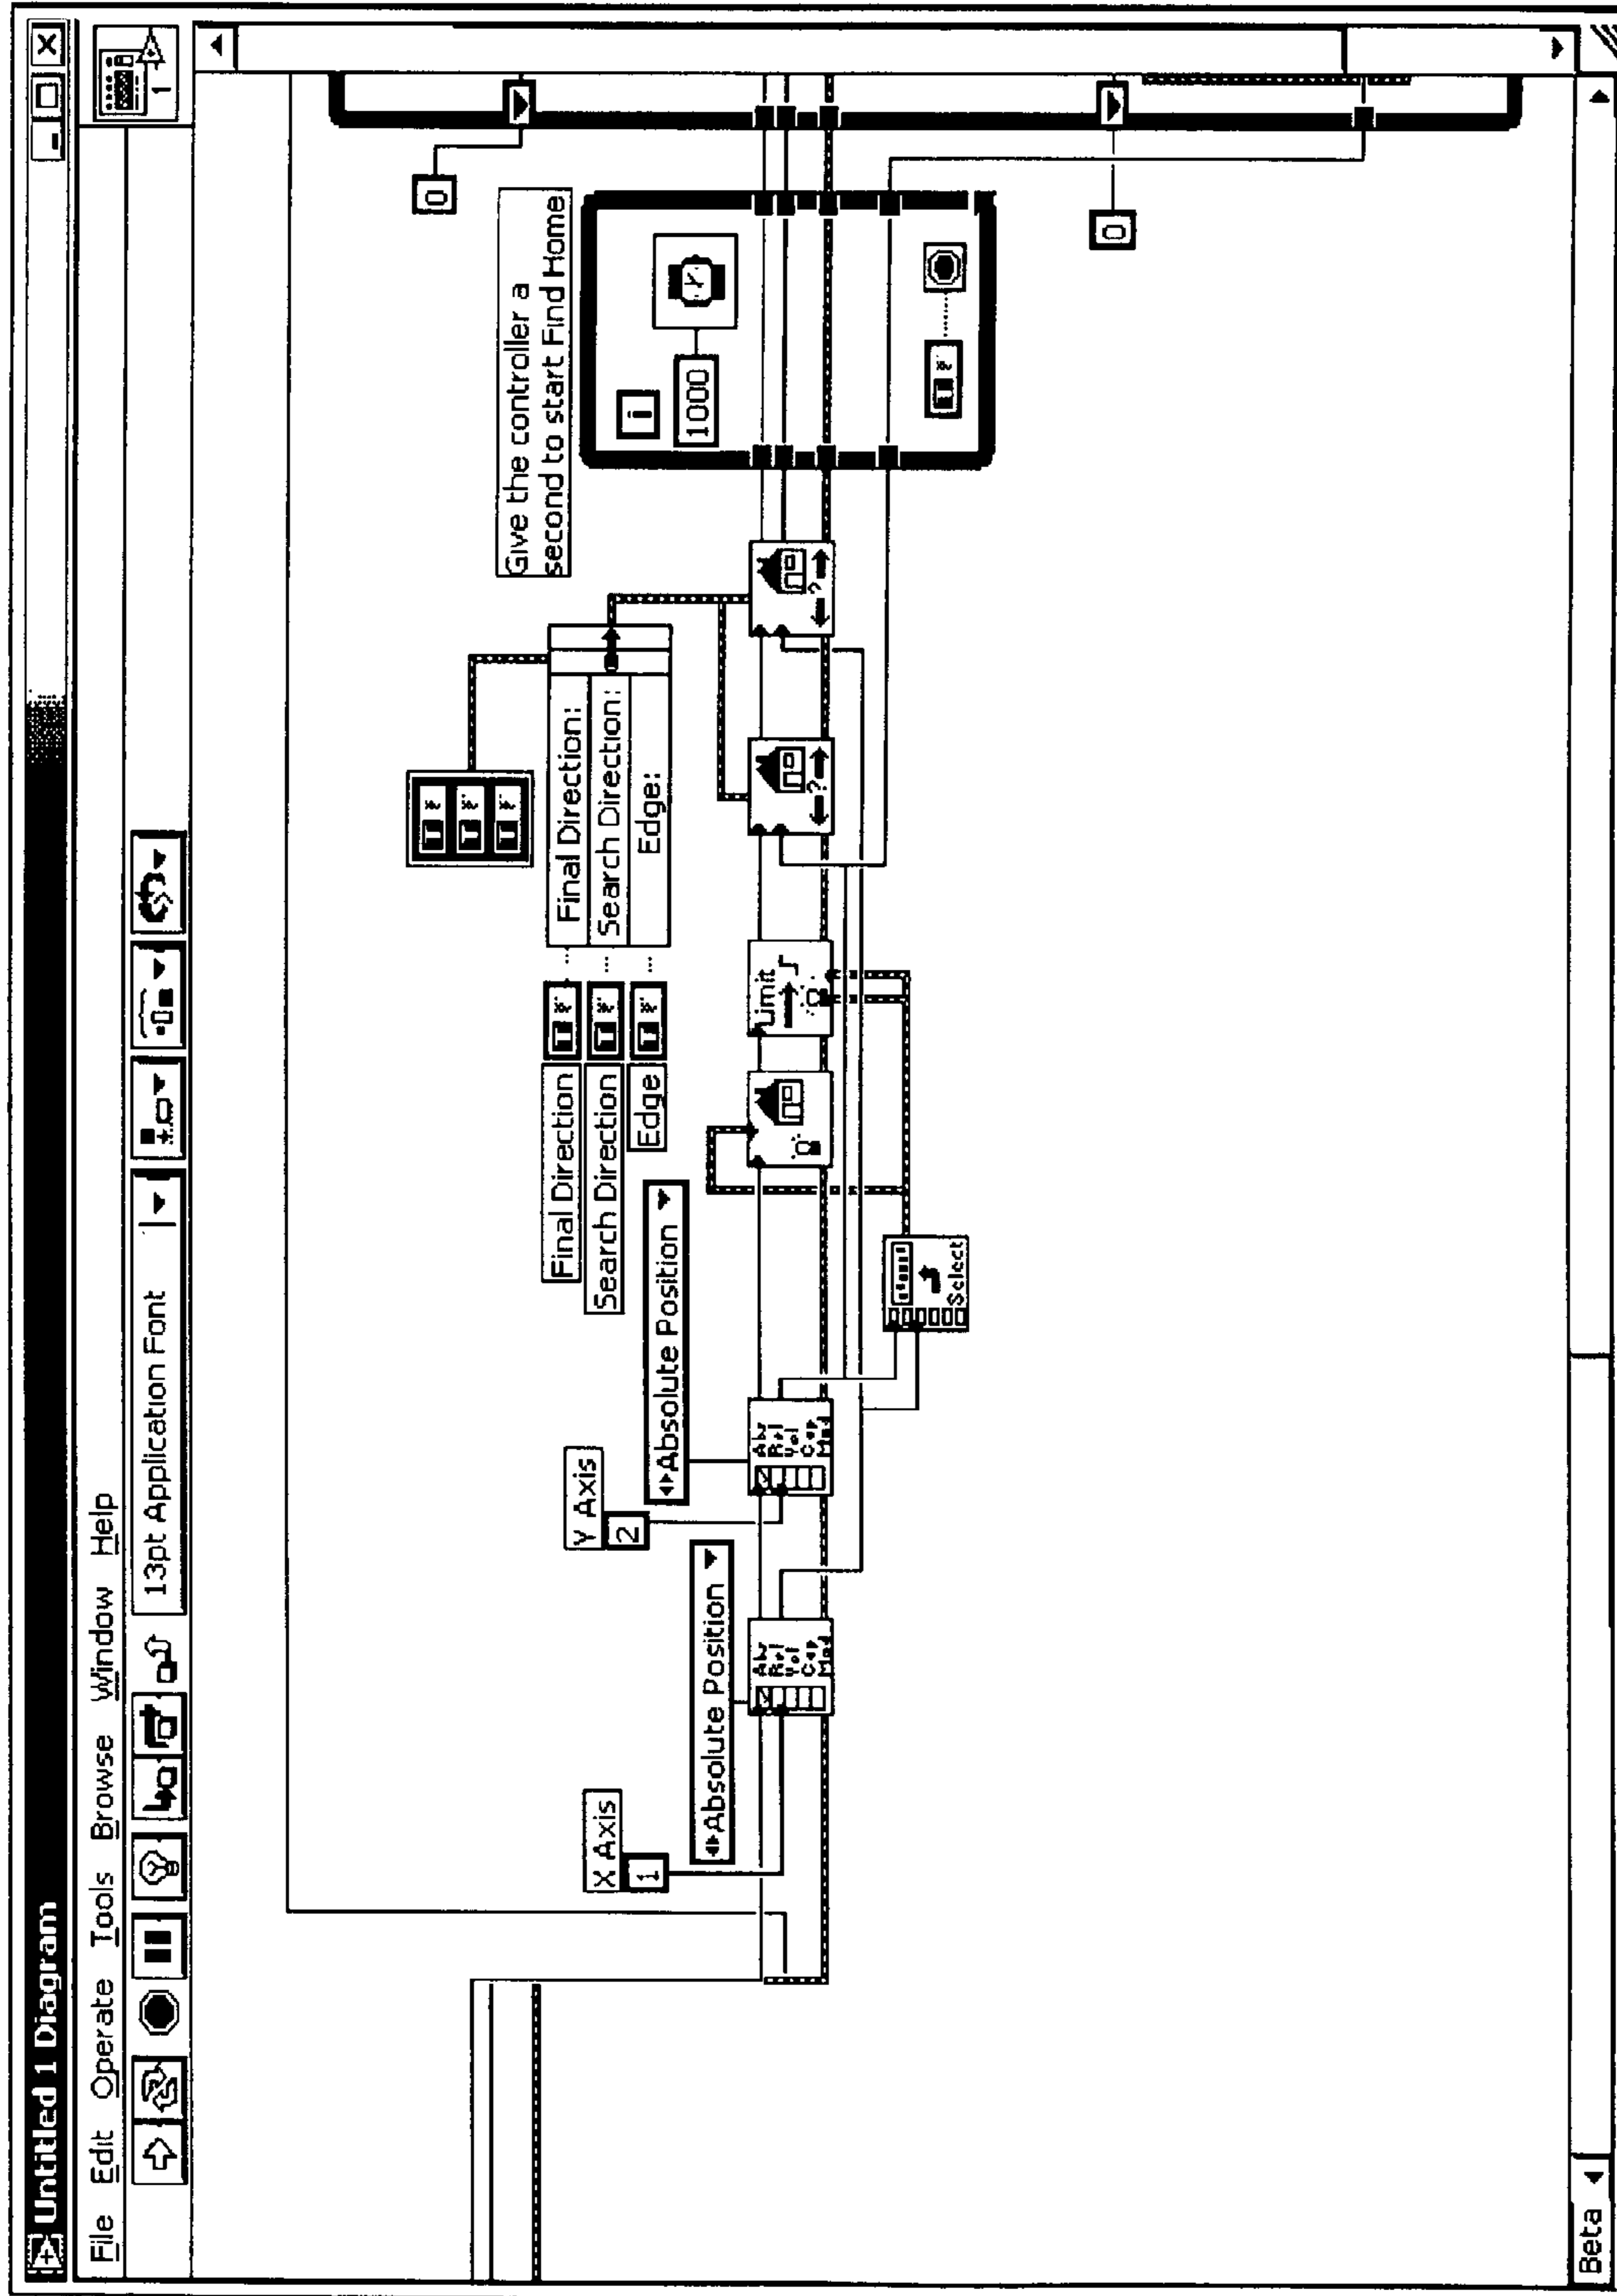 Untitled 1 Diagram
File Edit Operate Tools Browse Window Help
13pt Application Font
1
0
Give the controller a
second to start Find Home
i
1000
Final Direction
Search Direction
Edge
Final Direction:
Search Direction:
Edge:
X Axis
1
Absolute Position
Y Axis
2
Absolute Position
Limit
Select
0
Beta